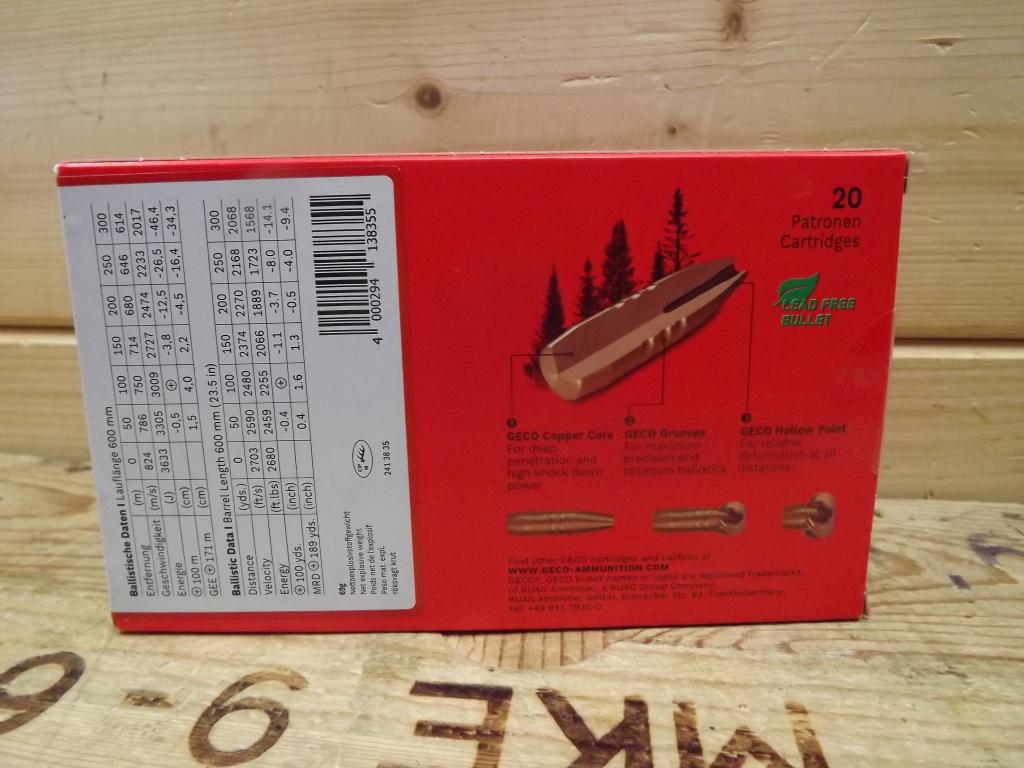 Ballistische Daten I Lauflänge 600 mm
Entfernung (m) 0 50 100 150 200 250 300
Geschwindigkeit (m/s) 824 786 750 714 680 646 614
Energie (J) 3633 3305 3009 2727 2474 2233 2017
⊕ 100 m (cm) -0,5 ⊕ -3,8 -12,5 -26,5 -46,4
GEE ⊕ 171 m (cm) 1,5 4,0 2,2 -4,5 -16,4 -34,3
Ballistic Data I Barrel Length 600 mm (23.5 in)
Distance (yds.) 0 50 100 150 200 250 300
Velocity (ft/s) 2703 2590 2480 2374 2270 2168 2068
Energy (ft.lbs) 2680 2459 2255 2066 1889 1723 1568
⊕ 100 yds. (inch) -0.4 ⊕ -1.1 -3.7 -8.0 -14.1
MRD ⊕ 189 yds. (inch) 0.4 1.6 1.3 -0.5 -4.0 -9.4
69g
Nettoexplosivstoffgewicht
Net explosive weight
Poids net de l'explosif
Peso mat. expl.
röksvagt krut
CIP
N
241 38 35
4 000294 138355
20
Patronen
Cartridges
LEAD FREE
BULLET
1
GECO Copper Core
For deep
penetration and
high knock down
power
2
GECO Grooves
For maximum
precision and
optimum ballistics
3
GECO Hollow Point
For reliable
deformation at all
distances
Find other GECO cartridges and calibres at
WWW.GECO-AMMUNITION.COM
GECO®, GECO bullet names or logos are registered trademarks
of RUAG Ammotec, a RUAG Group Company.
RUAG Ammotec GmbH, Kronacher Str. 63, Fuerth/Germany,
Tel. +49 911 7930-0
MKE